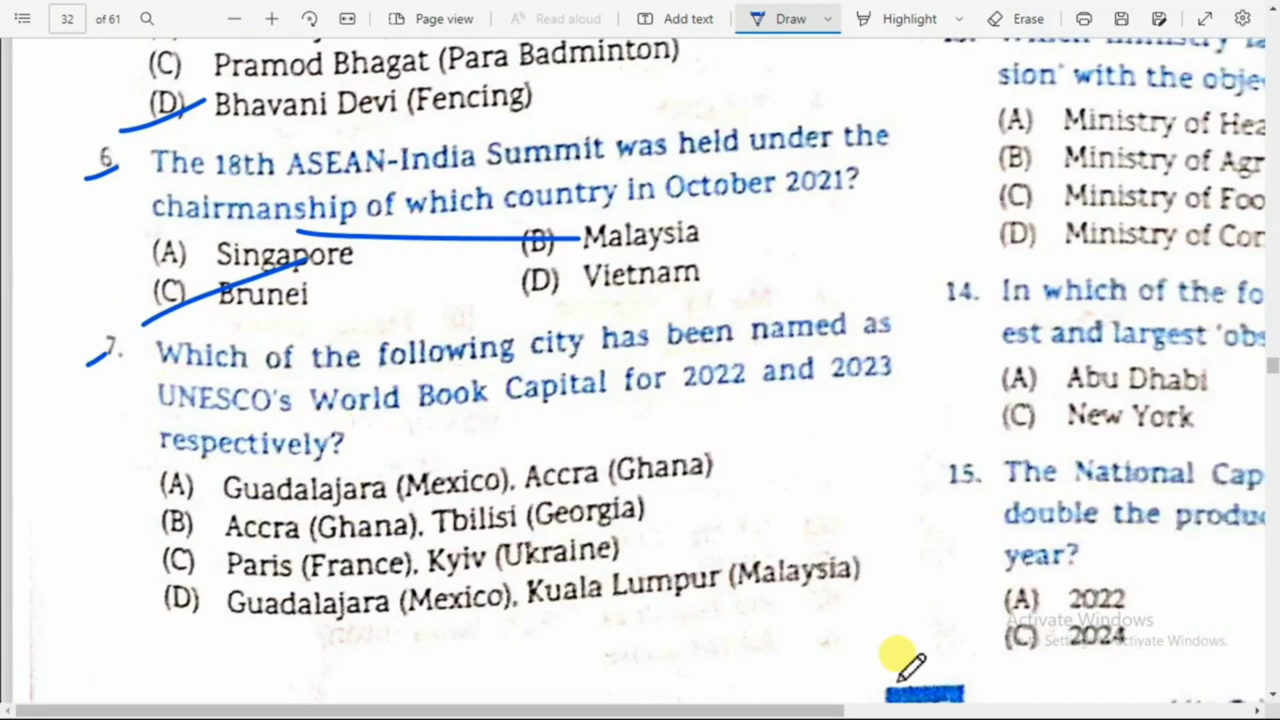 32 of 61 Page view Read aloud Add text Draw Highlight Erase
(C) Pramod Bhagat (Para Badminton)
(D) Bhavani Devi (Fencing)
6. The 18th ASEAN-India Summit was held under the
chairmanship of which country in October 2021?
(A) Singapore (B) Malaysia
(C) Brunei (D) Vietnam
7. Which of the following city has been named as
UNESCO's World Book Capital for 2022 and 2023
respectively?
(A) Guadalajara (Mexico), Accra (Ghana)
(B) Accra (Ghana), Tbilisi (Georgia)
(C) Paris (France), Kyiv (Ukraine)
(D) Guadalajara (Mexico), Kuala Lumpur (Malaysia)
sion' with the obje
(A) Ministry of Hea
(B) Ministry of Agr
(C) Ministry of Foo
(D) Ministry of Cor
14. In which of the fo
est and largest 'obs
(A) Abu Dhabi
(C) New York
15. The National Cap
double the produ
year?
(A) 2022
(C) 2024
Activate Windows
Activate Windows.